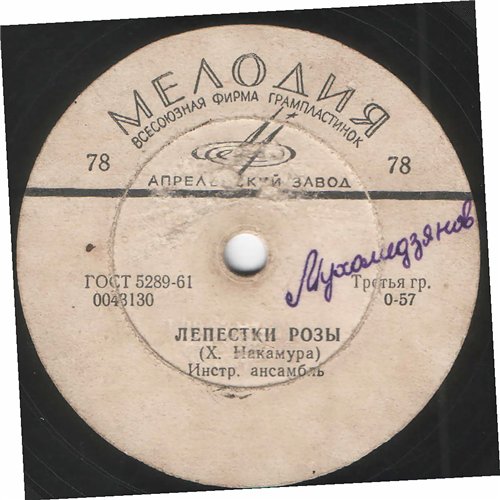 МЕЛОДИЯ
ВСЕСОЮЗНАЯ ФИРМА ГРАМПЛАСТИНОК
78 78
АПРЕЛЕВСКИЙ ЗАВОД
Мухамедзянов
ГОСТ 5289-61 Третья гр.
0043130 0-57
ЛЕПЕСТКИ РОЗЫ
(Х. Накамура)
Инстр. ансамбль